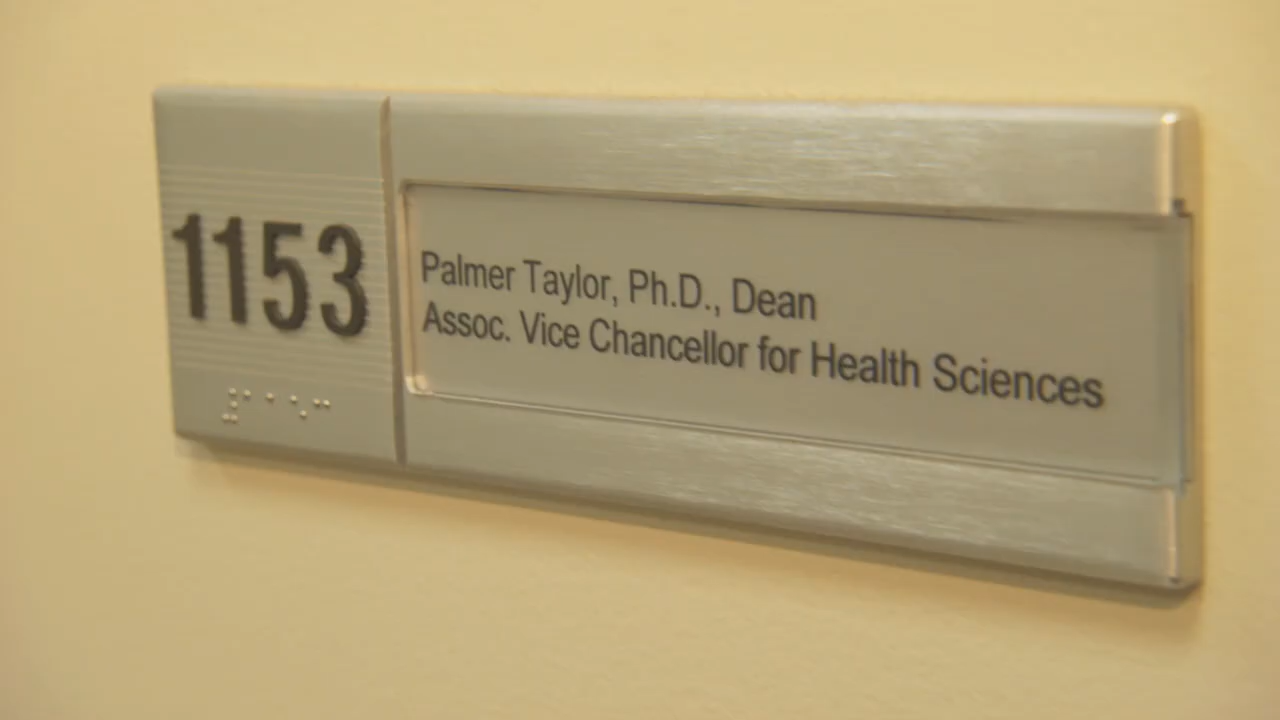 1153
Palmer Taylor, Ph.D., Dean
Assoc. Vice Chancellor for Health Sciences